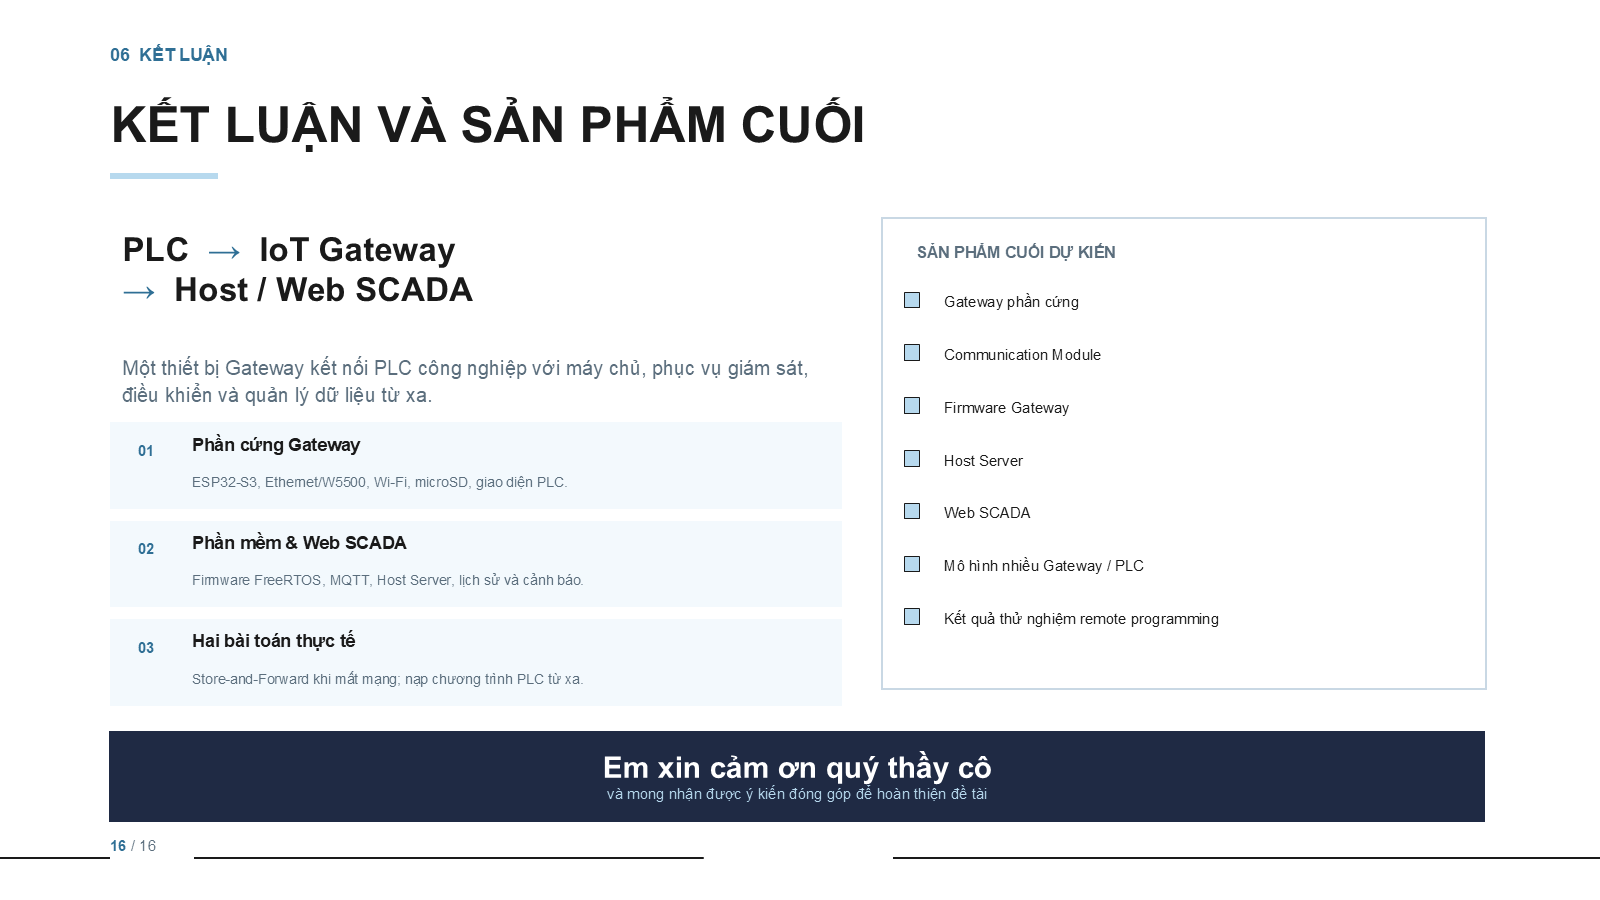 06 KẾT LUẬN
KẾT LUẬN VÀ SẢN PHẨM CUỐI
PLC → IoT Gateway
→ Host / Web SCADA
Một thiết bị Gateway kết nối PLC công nghiệp với máy chủ, phục vụ giám sát,
điều khiển và quản lý dữ liệu từ xa.
01
Phần cứng Gateway
ESP32-S3, Ethernet/W5500, Wi-Fi, microSD, giao diện PLC.
02
Phần mềm & Web SCADA
Firmware FreeRTOS, MQTT, Host Server, lịch sử và cảnh báo.
03
Hai bài toán thực tế
Store-and-Forward khi mất mạng; nạp chương trình PLC từ xa.
SẢN PHẨM CUỐI DỰ KIẾN
Gateway phần cứng
Communication Module
Firmware Gateway
Host Server
Web SCADA
Mô hình nhiều Gateway / PLC
Kết quả thử nghiệm remote programming
Em xin cảm ơn quý thầy cô
và mong nhận được ý kiến đóng góp để hoàn thiện đề tài
16 / 16